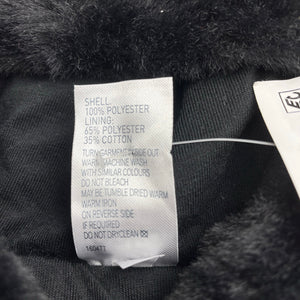 SHELL:
100% POLYESTER
LINING:
65% POLYESTER
35% COTTON
TURN GARMENT INSIDE OUT
WARM MACHINE WASH
WITH SIMILAR COLOURS
DO NOT BLEACH
MAY BE TUMBLE DRIED WARM
WARM IRON
ON REVERSE SIDE
IF REQUIRED
DO NOT DRYCLEAN